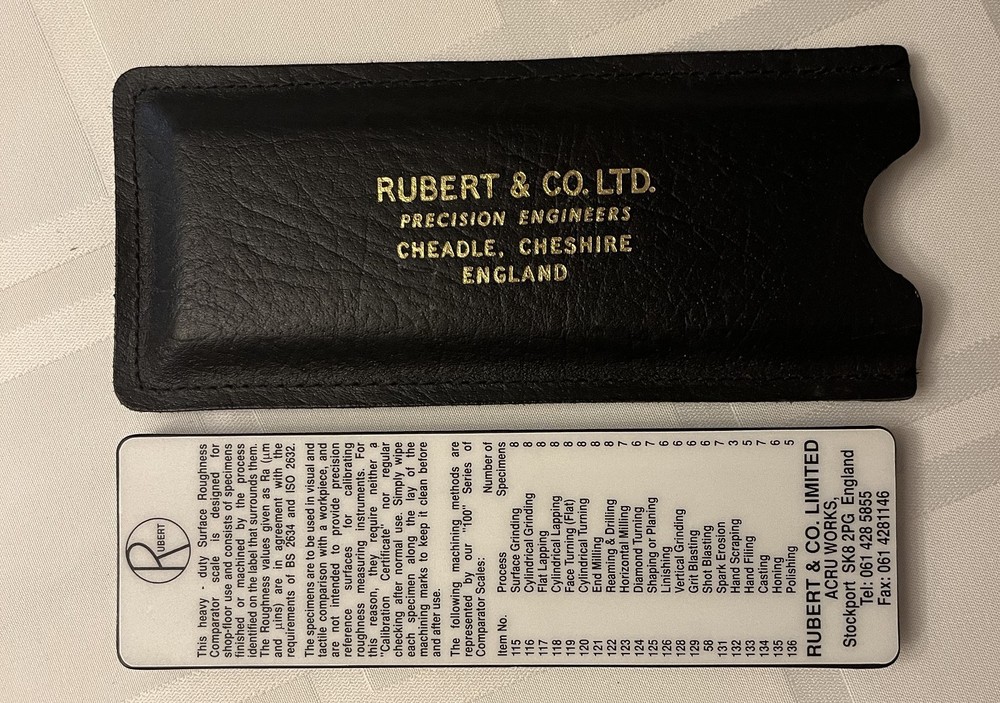 RUBERT & CO. LTD.
PRECISION ENGINEERS
CHEADLE, CHESHIRE
ENGLAND
RUBERT
This heavy - duty Surface Roughness
Comparator scale is designed for
shop-floor use and consists of specimens
finished or machined by the process
identified on the label that surrounds them.
The Roughness values given as Ra (μm
and μins) are in agreement with the
requirements of BS 2634 and ISO 2632.
The specimens are to be used in visual and
tactile comparison with a workpiece, and
are not intended to provide precision
reference surfaces for calibrating
roughness measuring instruments. For
this reason, they require neither a
"Calibration Certificate" nor regular
checking after normal use. Simply wipe
each specimen along the lay of the
machining marks to keep it clean before
and after use.
The following machining methods are
represented by our "100" Series of
Comparator Scales:
Number of
Item No. Process Specimens
115 Surface Grinding 8
116 Cylindrical Grinding 8
117 Flat Lapping 8
118 Cylindrical Lapping 8
119 Face Turning (Flat) 8
120 Cylindrical Turning 8
121 End Milling 8
122 Reaming & Drilling 8
123 Horizontal Milling 7
124 Diamond Turning 6
125 Shaping or Planing 7
126 Linishing 6
128 Vertical Grinding 6
129 Grit Blasting 6
58 Shot Blasting 6
131 Spark Erosion 7
132 Hand Scraping 3
133 Hand Filing 5
134 Casting 7
135 Honing 6
136 Polishing 5
RUBERT & CO. LIMITED
ACRU WORKS,
Stockport SK8 2PG England
Tel: 061 428 5855
Fax: 061 4281146